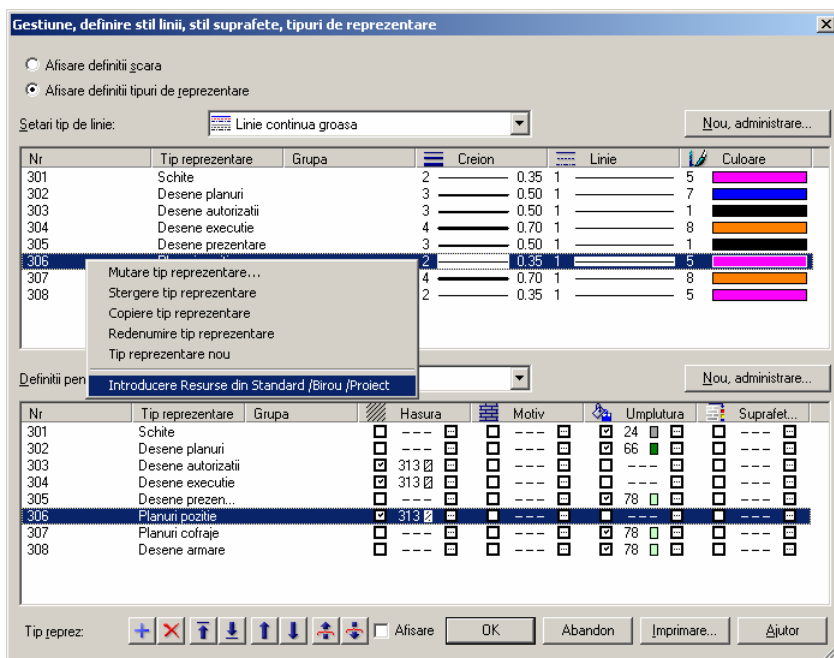 Gestiune, definire stil linii, stil suprafete, tipuri de reprezentare
Afisare definitii scara
Afisare definitii tipuri de reprezentare
Setari tip de linie: Linie continua groasa Nou, administrare...
Nr Tip reprezentare Grupa Creion Linie Culoare
301 Schite 2 0.35 1 5
302 Desene planuri 3 0.50 1 7
303 Desene autorizatii 3 0.50 1 1
304 Desene executie 4 0.70 1 8
305 Desene prezentare 3 0.50 1 1
306 2 0.35 1 5
307 4 0.70 1 8
308 2 0.35 1 5
Mutare tip reprezentare...
Stergere tip reprezentare
Copiere tip reprezentare
Redenumire tip reprezentare
Tip reprezentare nou
Introducere Resurse din Standard /Birou /Proiect
Definitii pen Nou, administrare...
Nr Tip reprezentare Grupa Hasura Motiv Umplutura Suprafet...
301 Schite --- --- 24 ---
302 Desene planuri --- --- 66 ---
303 Desene autorizatii 313 --- --- ---
304 Desene executie 313 --- --- ---
305 Desene prezen... --- --- 78 ---
306 Planuri pozitie 313 --- --- ---
307 Planuri cofraje --- --- 78 ---
308 Desene armare --- --- 78 ---
Tip reprez: Afisare OK Abandon Imprimare... Ajutor